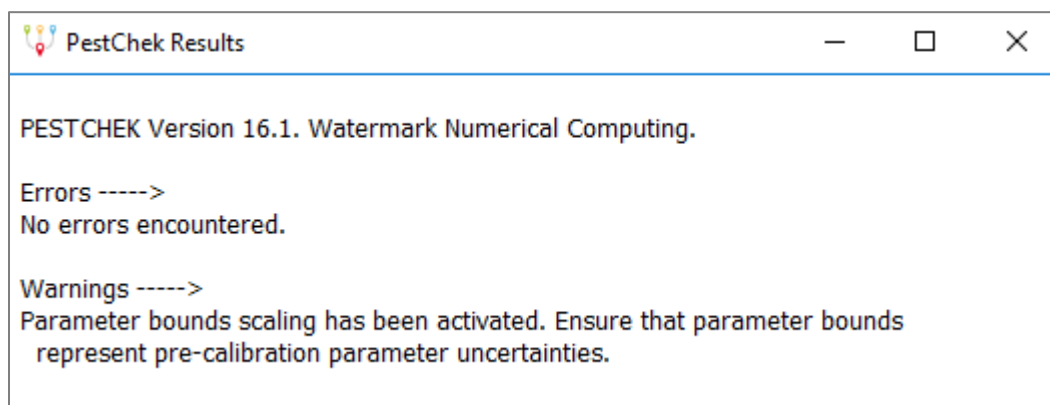 PestChek Results
PESTCHEK Version 16.1. Watermark Numerical Computing.
Errors ----->
No errors encountered.
Warnings ----->
Parameter bounds scaling has been activated. Ensure that parameter bounds
represent pre-calibration parameter uncertainties.